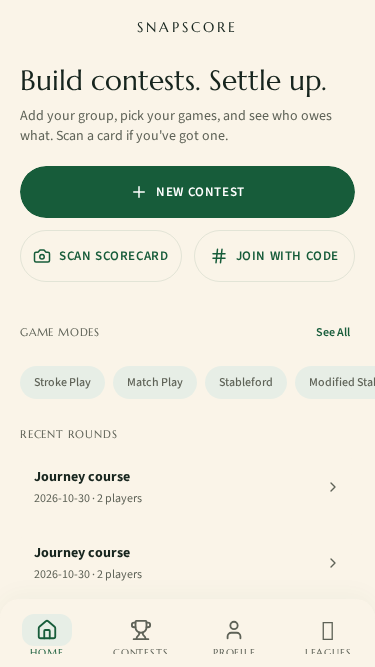 SNAPSCORE
Build contests. Settle up.
Add your group, pick your games, and see who owes
what. Scan a card if you've got one.
NEW CONTEST
SCAN SCORECARD
JOIN WITH CODE
GAME MODES
See All
Stroke Play
Match Play
Stableford
Modified Stab
RECENT ROUNDS
Journey course
2026-10-30 · 2 players
Journey course
2026-10-30 · 2 players
HOME
CONTESTS
PROFILE
LEAGUES